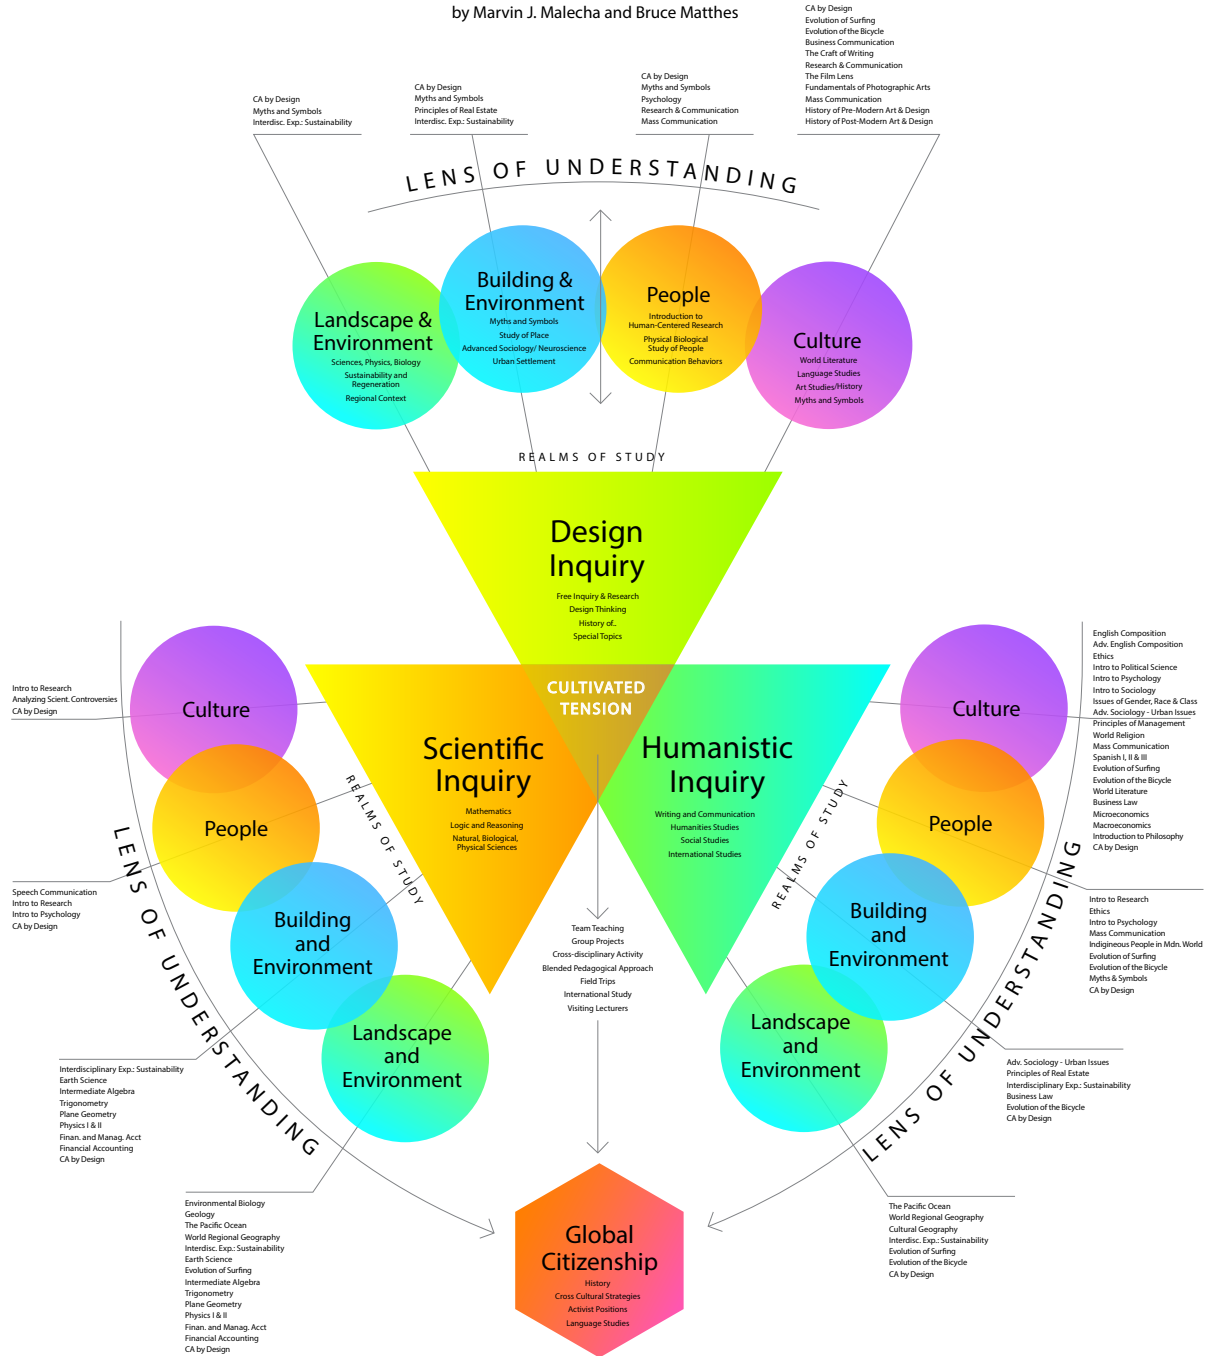 by Marvin J. Malecha and Bruce Matthes
CA by Design
Myths and Symbols
Interdisc. Exp.: Sustainability
CA by Design
Myths and Symbols
Principles of Real Estate
Interdisc. Exp.: Sustainability
CA by Design
Myths and Symbols
Psychology
Research & Communication
Mass Communication
CA by Design
Evolution of Surfing
Evolution of the Bicycle
Business Communication
The Craft of Writing
Research & Communication
The Film Lens
Fundamentals of Photographic Arts
Mass Communication
History of Pre-Modern Art & Design
History of Post-Modern Art & Design
LENS OF UNDERSTANDING
Landscape &
Environment
Sciences, Physics, Biology
Sustainability and
Regeneration
Regional Context
Building &
Environment
Myths and Symbols
Study of Place
Advanced Sociology/ Neuroscience
Urban Settlement
People
Introduction to
Human-Centered Research
Physical Biological
Study of People
Communication Behaviors
Culture
World Literature
Language Studies
Art Studies/History
Myths and Symbols
REALMS OF STUDY
Design
Inquiry
Free Inquiry & Research
Design Thinking
History of..
Special Topics
CULTIVATED
TENSION
Scientific
Inquiry
Mathematics
Logic and Reasoning
Natural, Biological,
Physical Sciences
Humanistic
Inquiry
Writing and Communication
Humanities Studies
Social Studies
International Studies
REALMS OF STUDY
REALMS OF STUDY
Culture
People
Building
and
Environment
Landscape
and
Environment
LENS OF UNDERSTANDING
Intro to Research
Analyzing Scient. Controversies
CA by Design
Speech Communication
Intro to Research
Intro to Psychology
CA by Design
Interdisciplinary Exp.: Sustainability
Earth Science
Intermediate Algebra
Trigonometry
Plane Geometry
Physics I & II
Finan. and Manag. Acct
Financial Accounting
CA by Design
Environmental Biology
Geology
The Pacific Ocean
World Regional Geography
Interdisc. Exp.: Sustainability
Earth Science
Evolution of Surfing
Intermediate Algebra
Trigonometry
Plane Geometry
Physics I & II
Finan. and Manag. Acct
Financial Accounting
CA by Design
Team Teaching
Group Projects
Cross-disciplinary Activity
Blended Pedagogical Approach
Field Trips
International Study
Visiting Lecturers
Global
Citizenship
History
Cross Cultural Strategies
Activist Positions
Language Studies
Culture
People
Building
and
Environment
Landscape
and
Environment
LENS OF UNDERSTANDING
English Composition
Adv. English Composition
Ethics
Intro to Political Science
Intro to Psychology
Intro to Sociology
Issues of Gender, Race & Class
Adv. Sociology - Urban Issues
Principles of Management
World Religion
Mass Communication
Spanish I, II & III
Evolution of Surfing
Evolution of the Bicycle
World Literature
Business Law
Microeconomics
Macroeconomics
Introduction to Philosophy
CA by Design
Intro to Research
Ethics
Intro to Psychology
Mass Communication
Indigineous People in Mdn. World
Evolution of Surfing
Evolution of the Bicycle
Myths & Symbols
CA by Design
Adv. Sociology - Urban Issues
Principles of Real Estate
Interdisciplinary Exp.: Sustainability
Business Law
Evolution of the Bicycle
CA by Design
The Pacific Ocean
World Regional Geography
Cultural Geography
Interdisc. Exp.: Sustainability
Evolution of Surfing
Evolution of the Bicycle
CA by Design